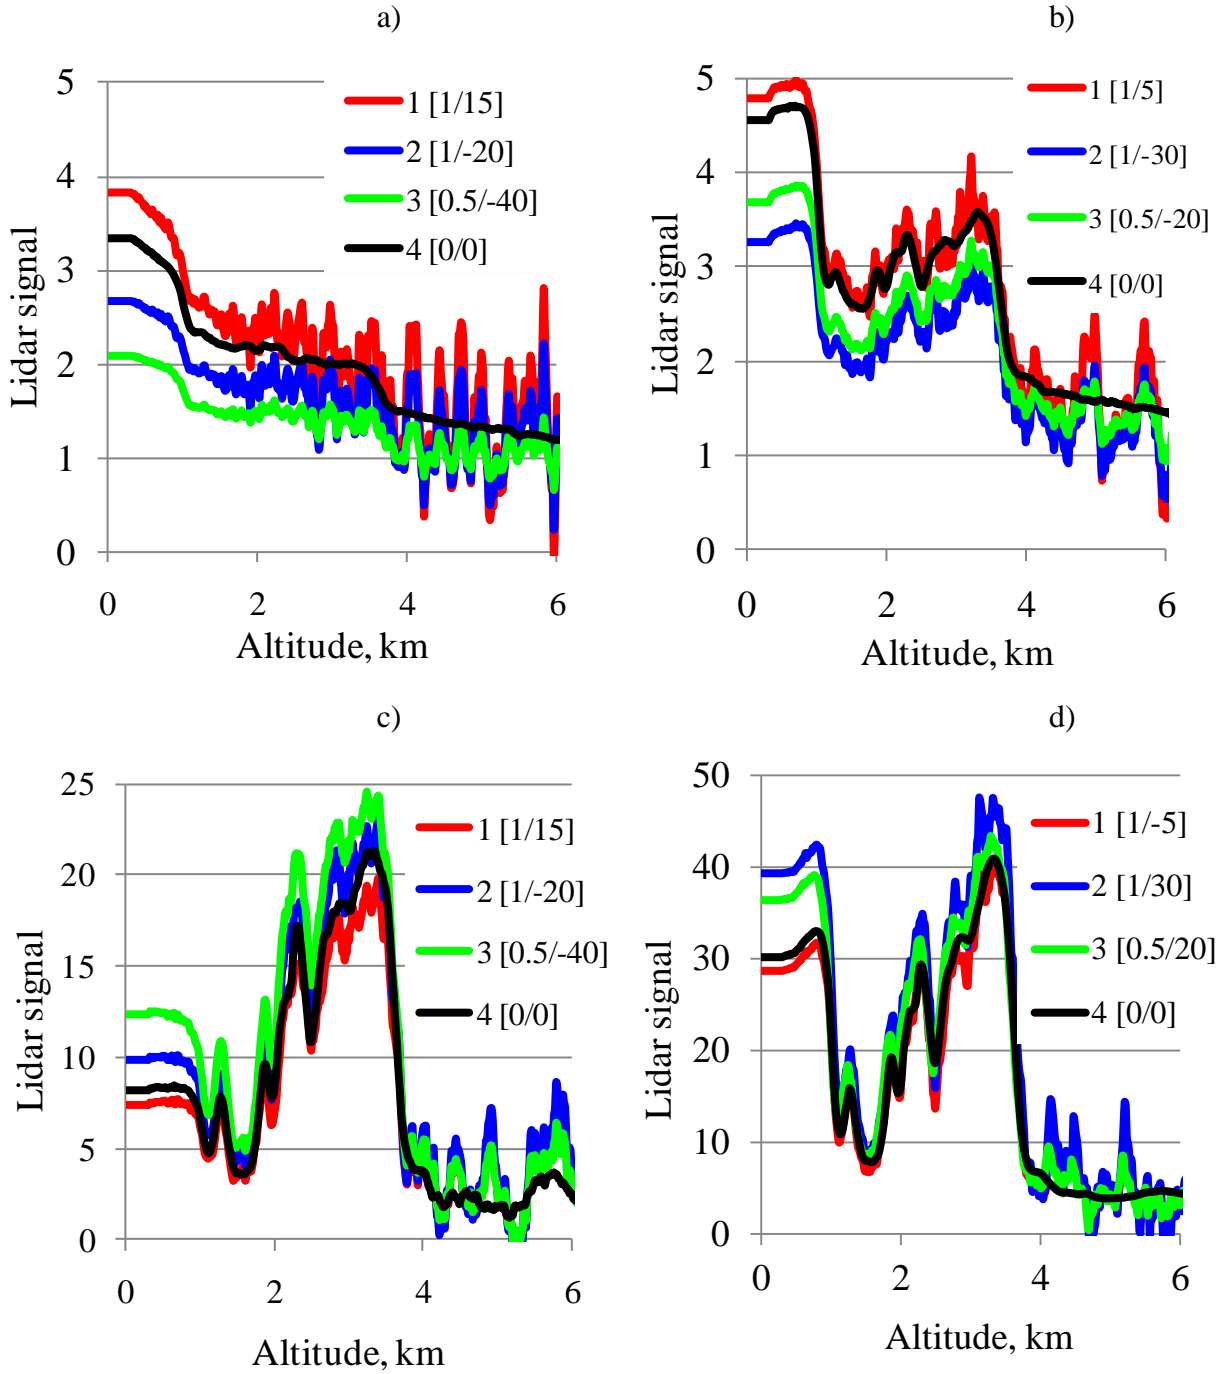 a)
5
4
3
2
1
0
0 2 4 6
Lidar signal
Altitude, km
1 [1/15]
2 [1/-20]
3 [0.5/-40]
4 [0/0]
b)
5
4
3
2
1
0
0 2 4 6
Lidar signal
Altitude, km
1 [1/5]
2 [1/-30]
3 [0.5/-20]
4 [0/0]
c)
25
20
15
10
5
0
0 2 4 6
Lidar signal
Altitude, km
1 [1/15]
2 [1/-20]
3 [0.5/-40]
4 [0/0]
d)
50
40
30
20
10
0
0 2 4 6
Lidar signal
Altitude, km
1 [1/-5]
2 [1/30]
3 [0.5/20]
4 [0/0]